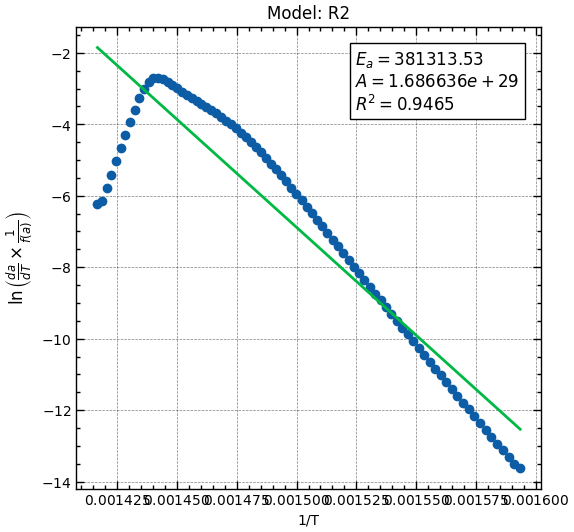 Model: R2
E_a = 381313.53
A = 1.686636e + 29
R^2 = 0.9465
ln(da/dT × 1/f(a))
−2
−4
−6
−8
−10
−12
−14
0.001425 0.001450 0.001475 0.001500 0.001525 0.001550 0.001575 0.001600
1/T